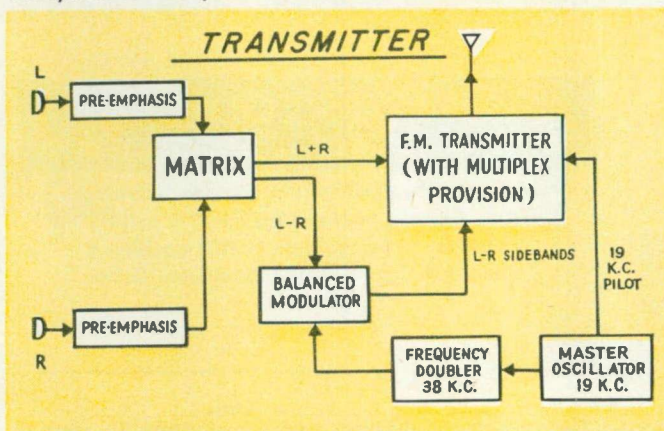 TRANSMITTER
L
PRE-EMPHASIS
MATRIX
L+R
F.M. TRANSMITTER
(WITH MULTIPLEX
PROVISION)
L-R
L-R SIDEBANDS
19
K.C.
PILOT
BALANCED
MODULATOR
PRE-EMPHASIS
R
FREQUENCY
DOUBLER
38 K.C.
MASTER
OSCILLATOR
19 K.C.